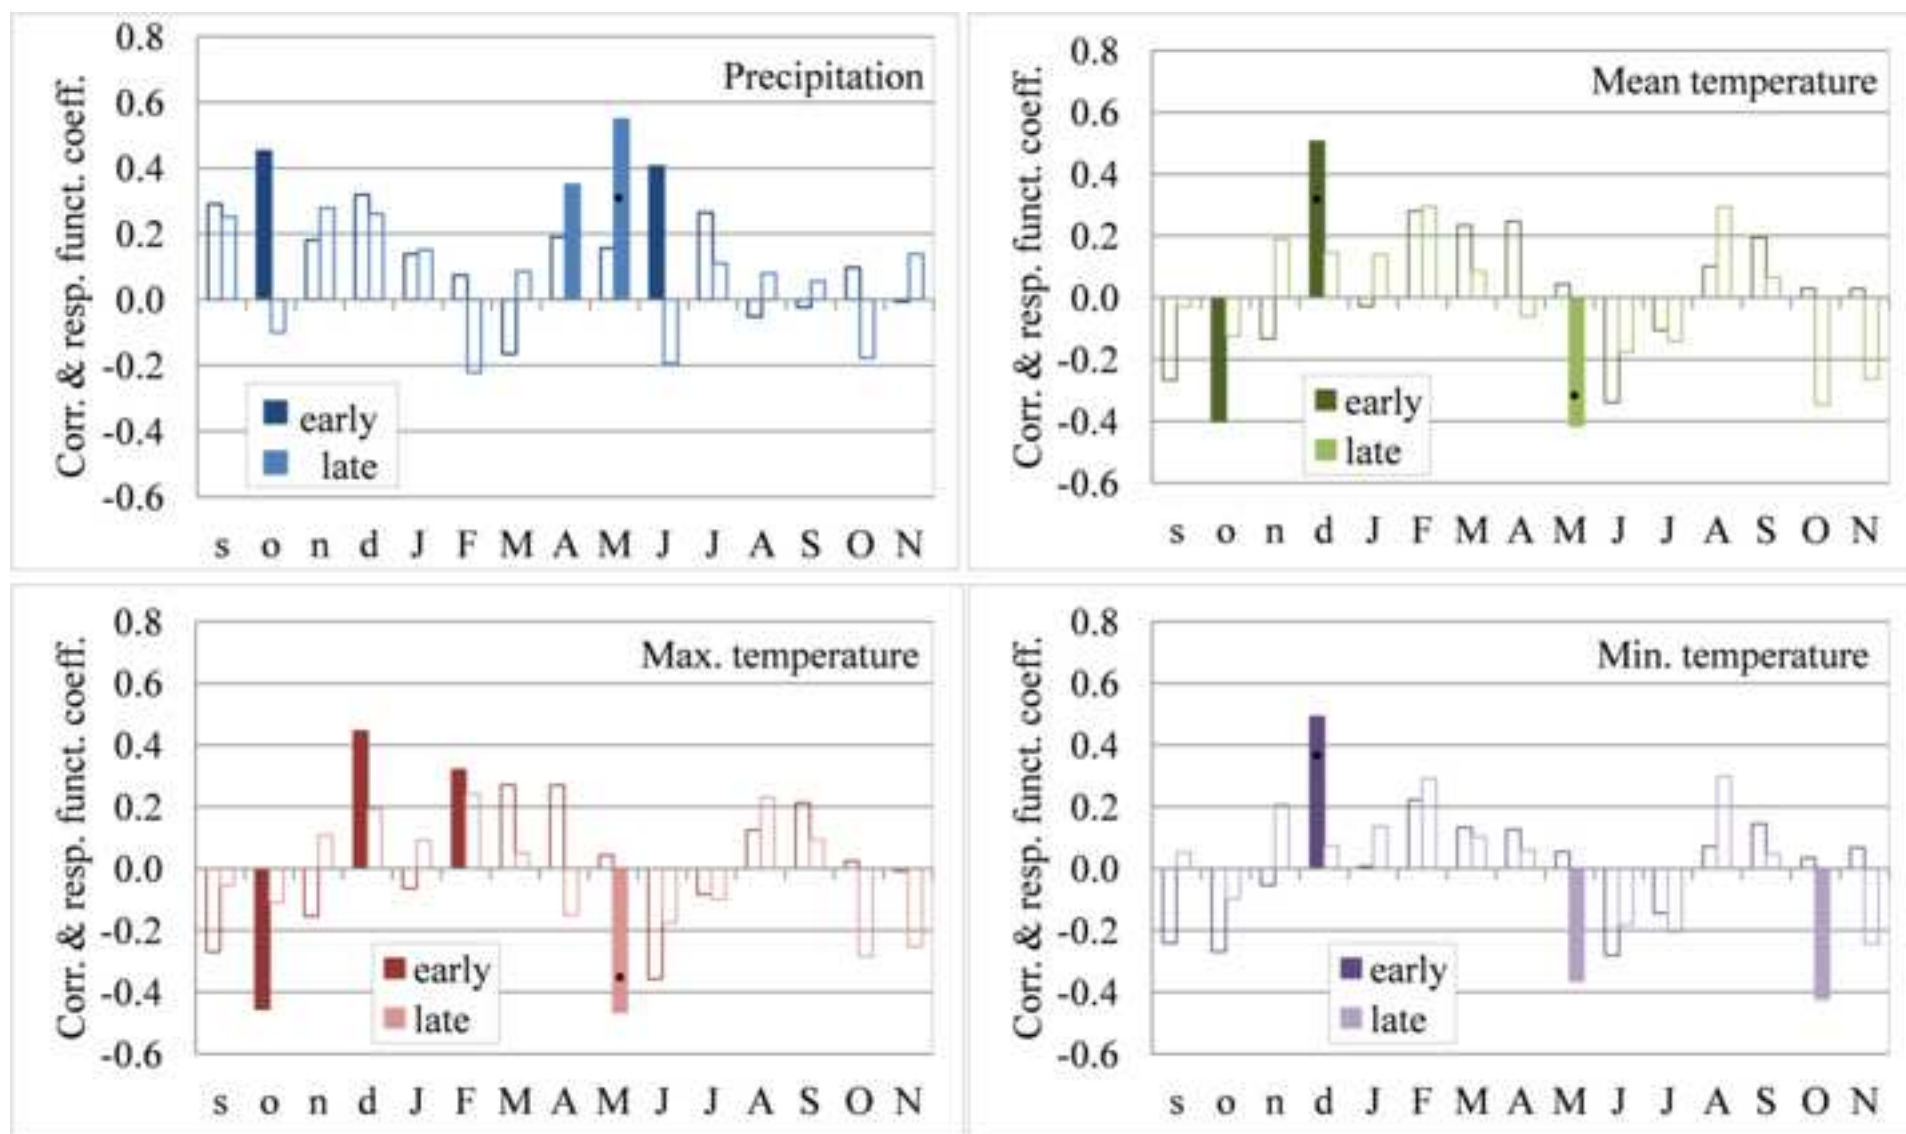 Precipitation
Corr. & resp. funct. coeff.
0.8
0.6
0.4
0.2
0.0
-0.2
-0.4
-0.6
early
late
s o n d J F M A M J J A S O N
Mean temperature
Corr. & resp. funct. coeff.
0.8
0.6
0.4
0.2
0.0
-0.2
-0.4
-0.6
early
late
s o n d J F M A M J J A S O N
Max. temperature
Corr. & resp. funct. coeff.
0.8
0.6
0.4
0.2
0.0
-0.2
-0.4
-0.6
early
late
s o n d J F M A M J J A S O N
Min. temperature
Corr. & resp. funct. coeff.
0.8
0.6
0.4
0.2
0.0
-0.2
-0.4
-0.6
early
late
s o n d J F M A M J J A S O N